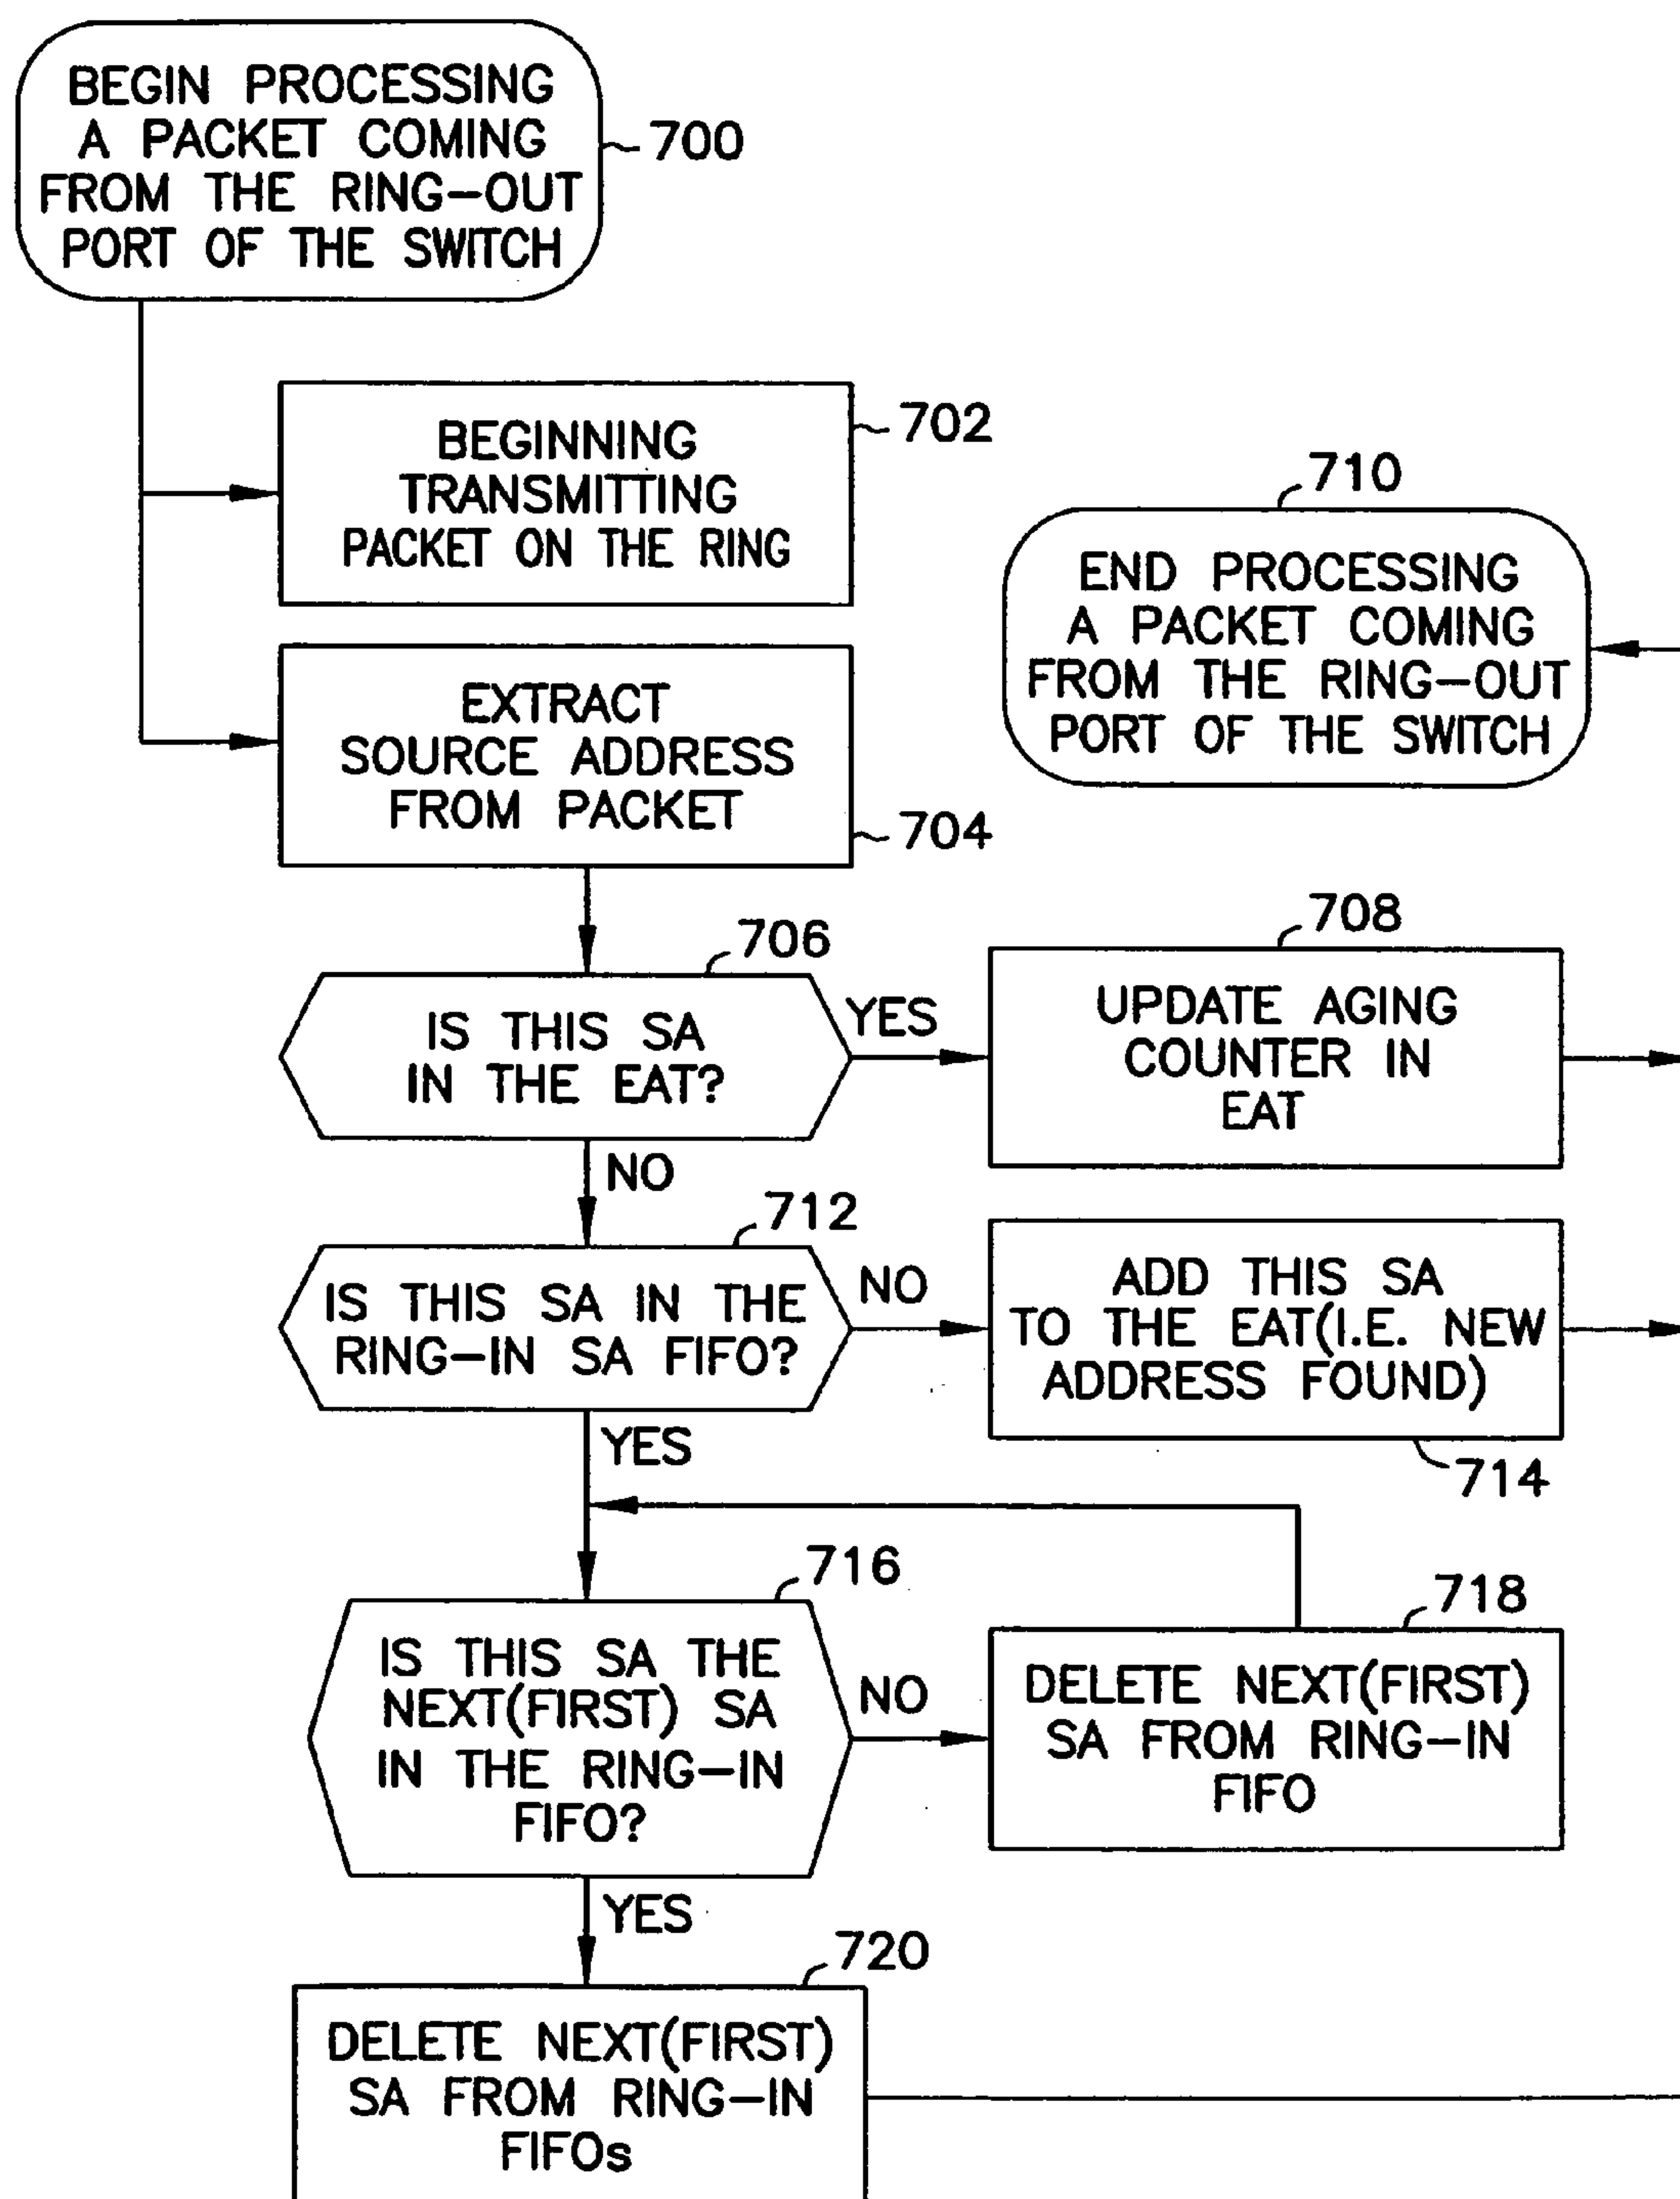 BEGIN PROCESSING
A PACKET COMING
FROM THE RING-OUT
PORT OF THE SWITCH
700
BEGINNING
TRANSMITTING
PACKET ON THE RING
702
710
END PROCESSING
A PACKET COMING
FROM THE RING-OUT
PORT OF THE SWITCH
EXTRACT
SOURCE ADDRESS
FROM PACKET
704
706
IS THIS SA
IN THE EAT?
YES
708
UPDATE AGING
COUNTER IN
EAT
NO
712
IS THIS SA IN THE
RING-IN SA FIFO?
NO
ADD THIS SA
TO THE EAT(I.E. NEW
ADDRESS FOUND)
714
YES
716
IS THIS SA THE
NEXT(FIRST) SA
IN THE RING-IN
FIFO?
NO
718
DELETE NEXT(FIRST)
SA FROM RING-IN
FIFO
YES
720
DELETE NEXT(FIRST)
SA FROM RING-IN
FIFOs